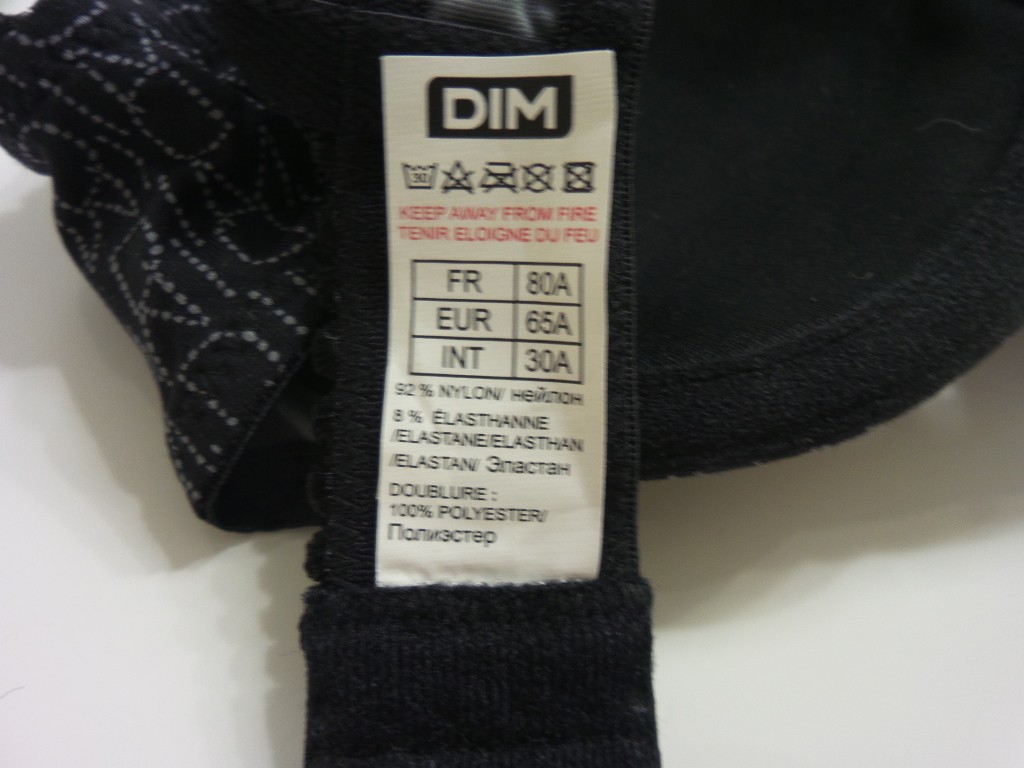 DIM
30
KEEP AWAY FROM FIRE
TENIR ELOIGNE DU FEU
FR 80A
EUR 65A
INT 30A
92 % NYLON/ нейлон
8 % ÉLASTHANNE
/ELASTANE/ELASTHAN
/ELASTAN/ Эластан
DOUBLURE :
100% POLYESTER/
Полиэстер